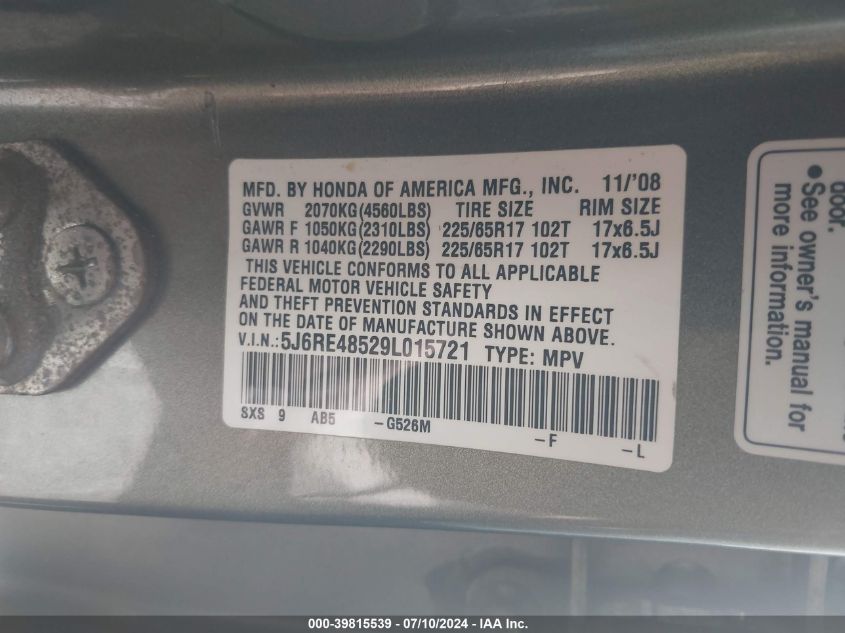 MFD. BY HONDA OF AMERICA MFG., INC. 11/'08
GVWR 2070KG(4560LBS) TIRE SIZE RIM SIZE
GAWR F 1050KG(2310LBS) 225/65R17 102T 17x6.5J
GAWR R 1040KG(2290LBS) 225/65R17 102T 17x6.5J
THIS VEHICLE CONFORMS TO ALL APPLICABLE
FEDERAL MOTOR VEHICLE SAFETY
AND THEFT PREVENTION STANDARDS IN EFFECT
ON THE DATE OF MANUFACTURE SHOWN ABOVE.
V.I.N.: 5J6RE48529L015721 TYPE: MPV
SXS 9 AB5 -G526M -F -L
door.
• See owner's manual for
more information.
000-39815539 / 07/10/2024 - IAA Inc.